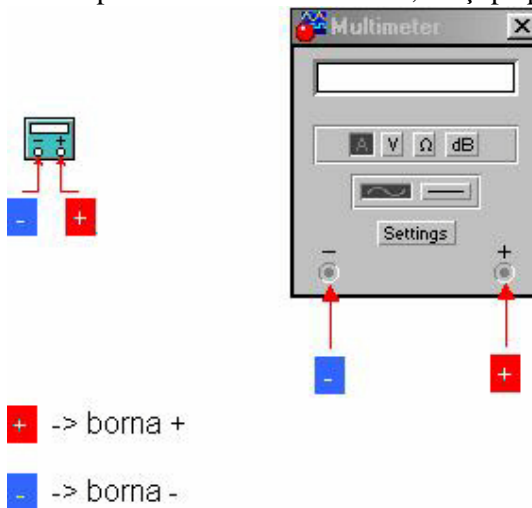 Multimeter
- +
A V Ω dB
Settings
- +
- +
- +
+ -> borna +
- -> borna -